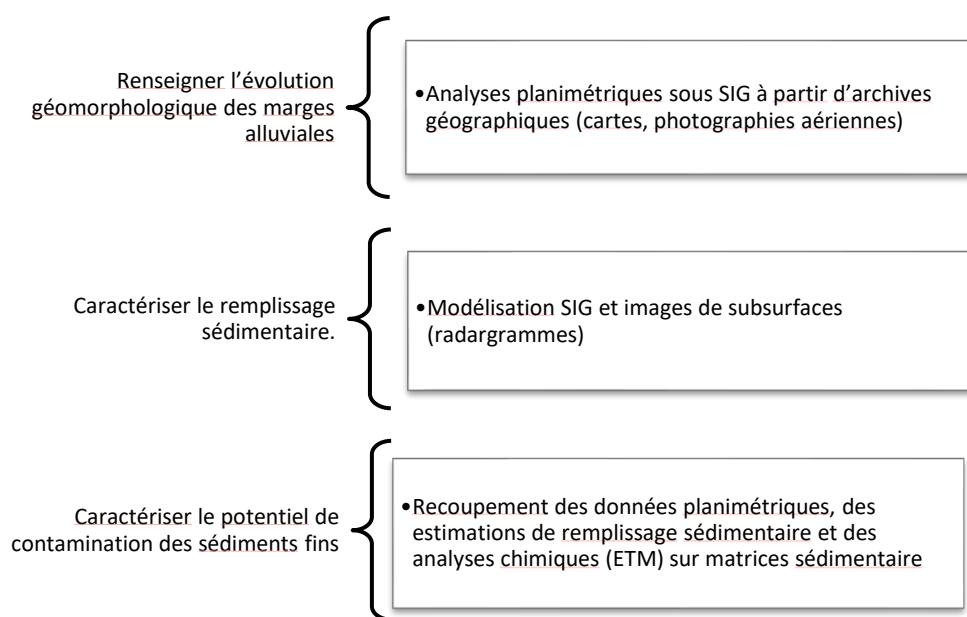 Renseigner l’évolution
géomorphologique des marges
alluviales
•Analyses planimétriques sous SIG à partir d’archives
géographiques (cartes, photographies aériennes)
Caractériser le remplissage
sédimentaire.
•Modélisation SIG et images de subsurfaces
(radargrammes)
Caractériser le potentiel de
contamination des sédiments fins
•Recoupement des données planimétriques, des
estimations de remplissage sédimentaire et des
analyses chimiques (ETM) sur matrices sédimentaire